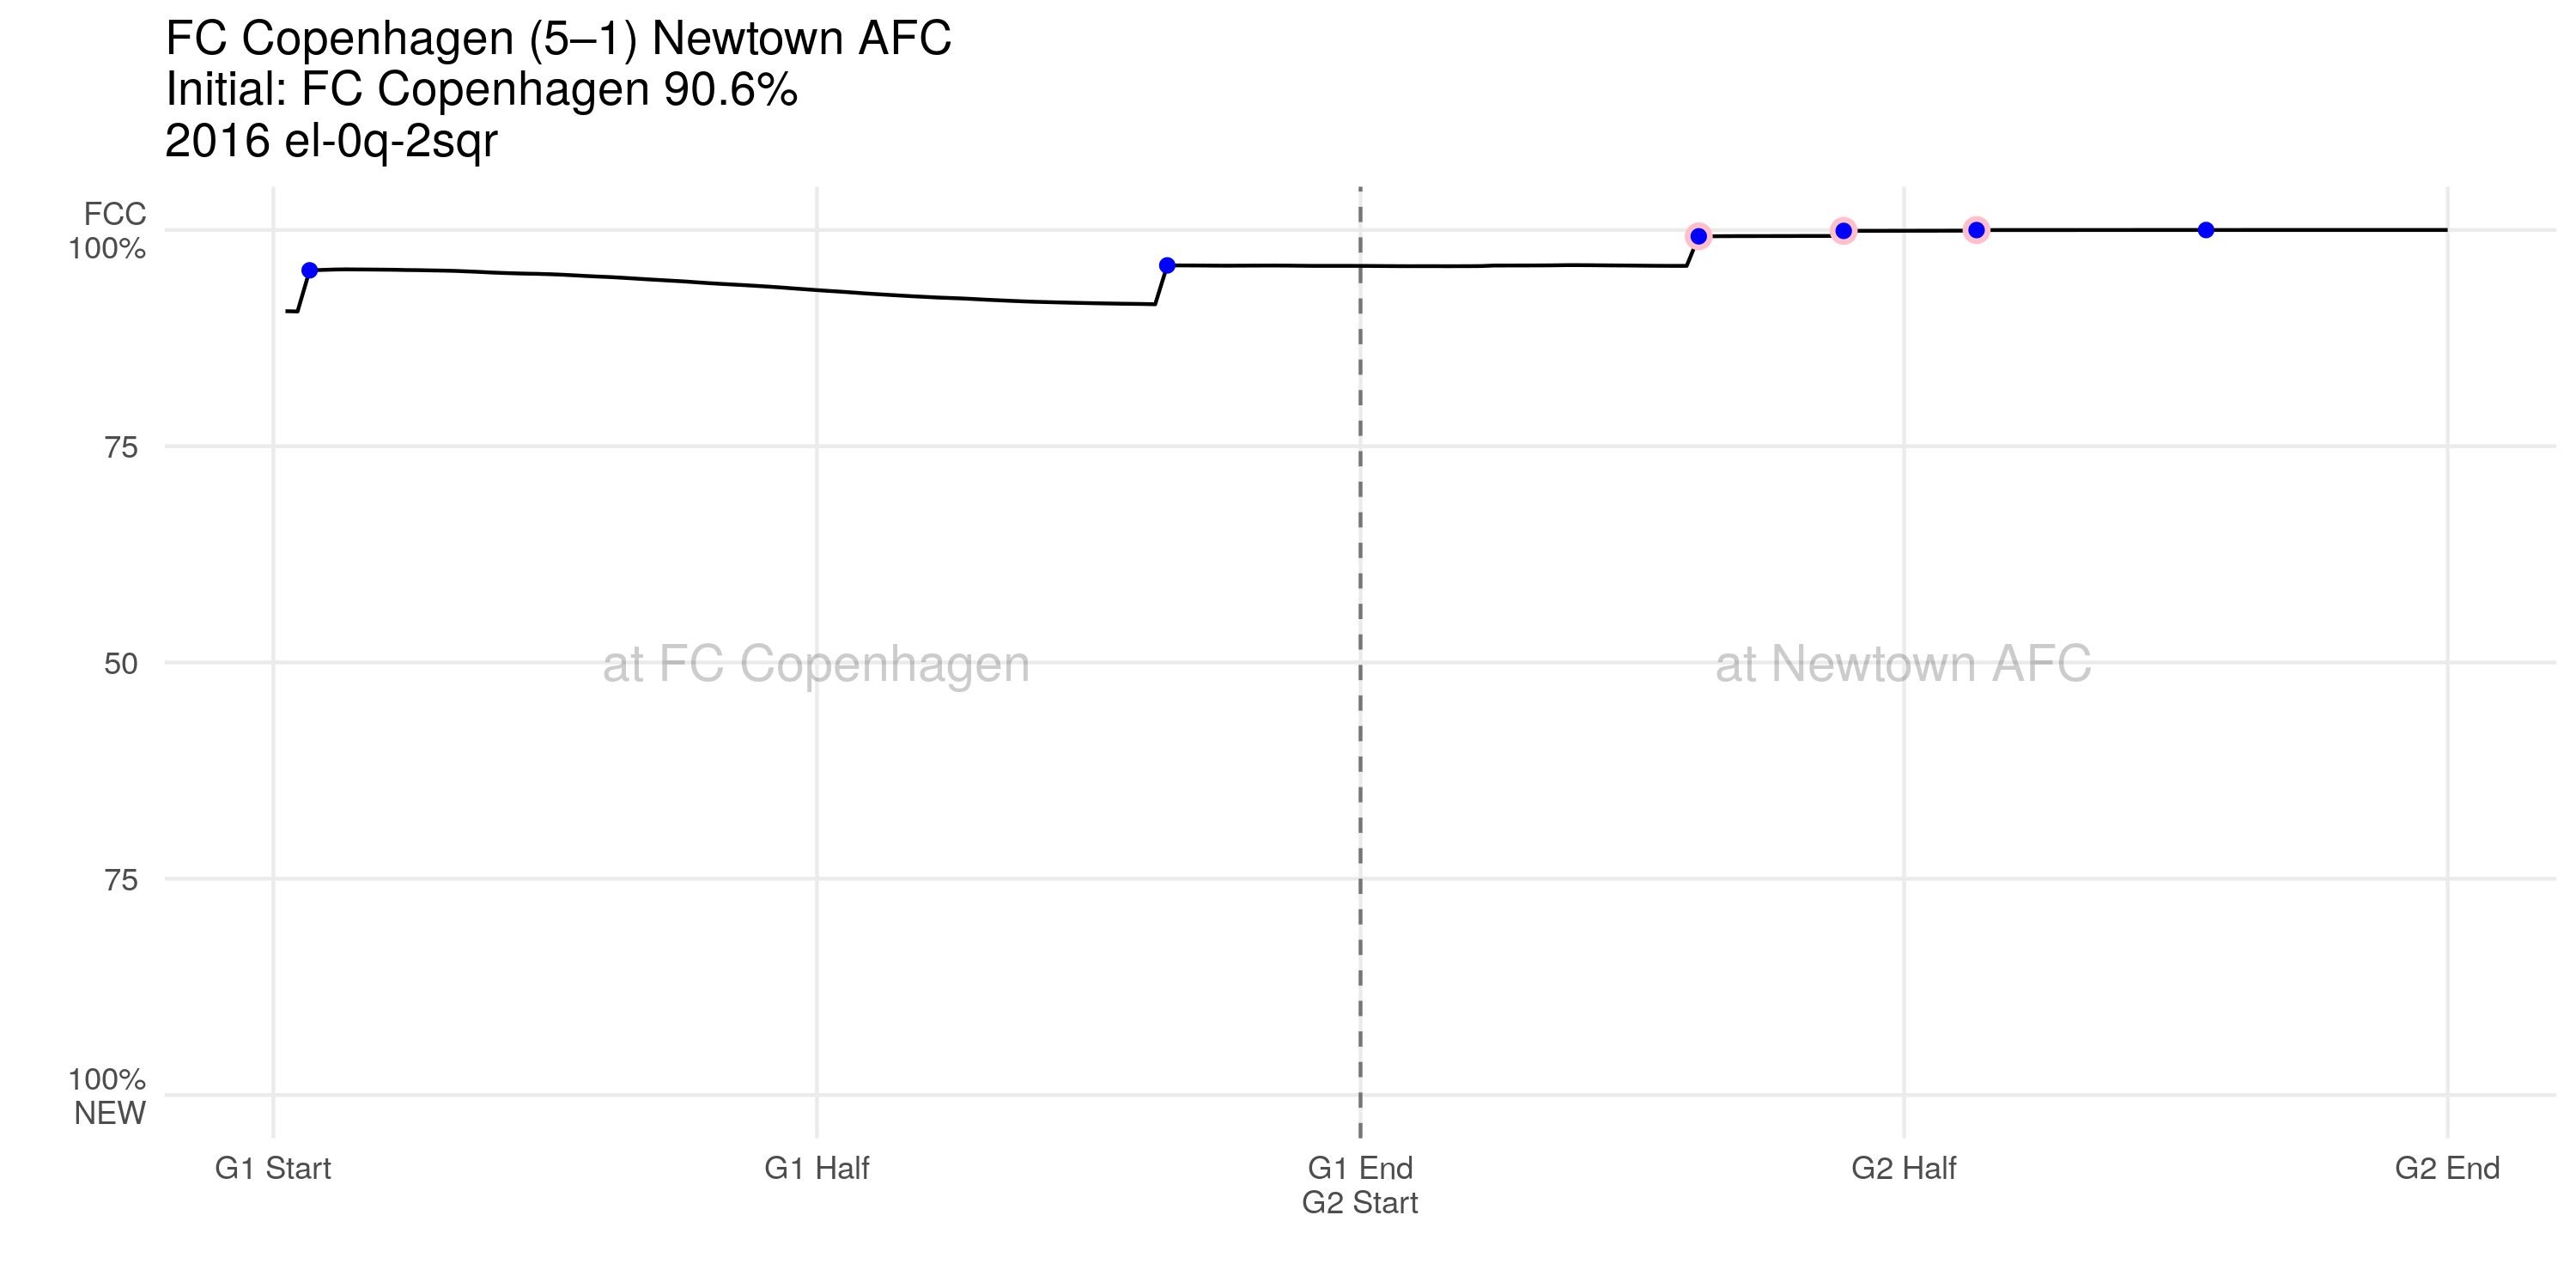 FC Copenhagen (5–1) Newtown AFC
Initial: FC Copenhagen 90.6%
2016 el-0q-2sqr
FCC
100%
75
50
75
100%
NEW
at FC Copenhagen
at Newtown AFC
G1 Start
G1 Half
G1 End
G2 Start
G2 Half
G2 End